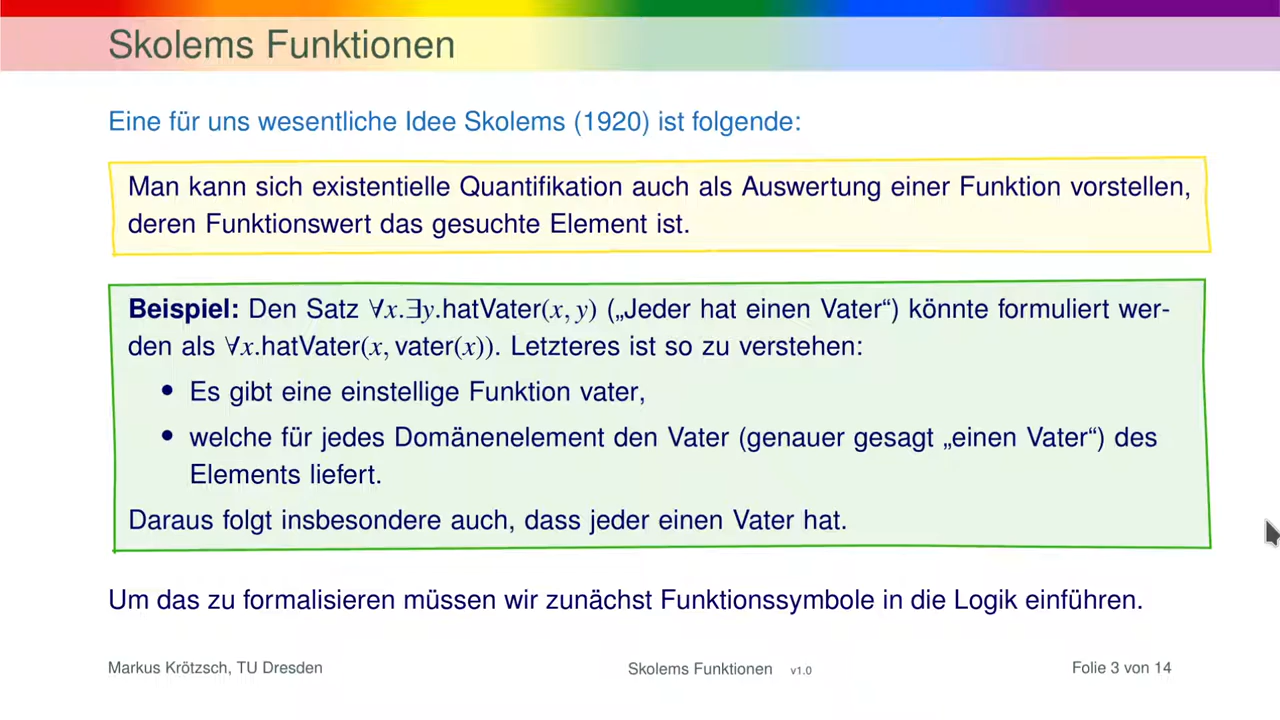 Skolems Funktionen
Eine für uns wesentliche Idee Skolems (1920) ist folgende:
Man kann sich existentielle Quantifikation auch als Auswertung einer Funktion vorstellen,
deren Funktionswert das gesuchte Element ist.
Beispiel: Den Satz ∀x.∃y.hatVater(x, y) („Jeder hat einen Vater“) könnte formuliert wer-
den als ∀x.hatVater(x, vater(x)). Letzteres ist so zu verstehen:
• Es gibt eine einstellige Funktion vater,
• welche für jedes Domänenelement den Vater (genauer gesagt „einen Vater“) des
Elements liefert.
Daraus folgt insbesondere auch, dass jeder einen Vater hat.
Um das zu formalisieren müssen wir zunächst Funktionssymbole in die Logik einführen.
Markus Krötzsch, TU Dresden Skolems Funktionen v1.0 Folie 3 von 14